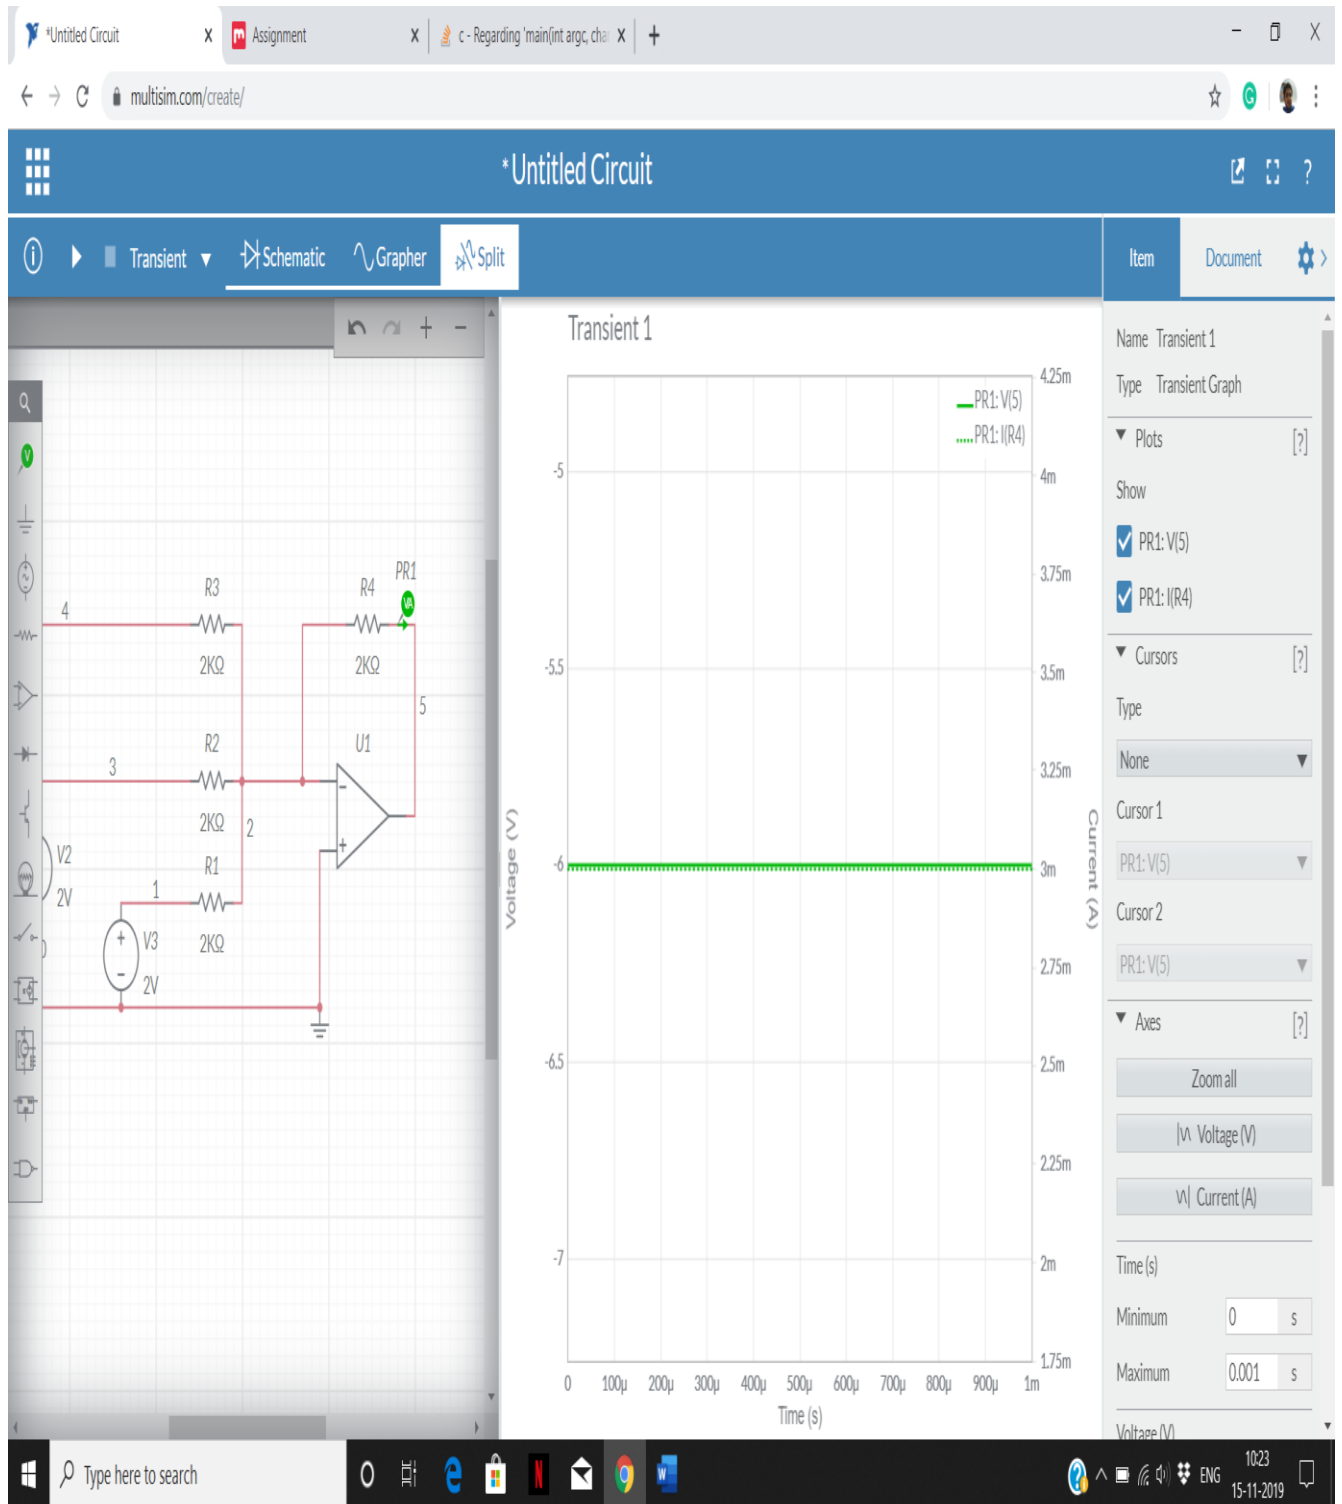 *Untitled Circuit
Assignment
c - Regarding 'main(int argc, cha
multisim.com/create/
*Untitled Circuit
?
Transient
Schematic
Grapher
Split
Item
Document
Transient 1
Name Transient 1
Type Transient Graph
Plots [?]
Show
PR1: V(5)
PR1: I(R4)
Cursors [?]
Type
None
Cursor 1
PR1: V(5)
Cursor 2
PR1: V(5)
Axes [?]
Zoom all
Voltage (V)
Current (A)
Time (s)
Minimum 0 s
Maximum 0.001 s
Voltage (V)
PR1: V(5)
PR1: I(R4)
4.25m
4m
3.75m
3.5m
3.25m
3m
2.75m
2.5m
2.25m
2m
1.75m
-5
-5.5
-6
-6.5
-7
Voltage (V)
Current (A)
0 100µ 200µ 300µ 400µ 500µ 600µ 700µ 800µ 900µ 1m
Time (s)
V
PR1
VA
R3
R4
4
2KΩ
2KΩ
5
R2
U1
3
2KΩ
2
V2
2V
R1
1
2KΩ
V3
2V
Type here to search
ENG
10:23
15-11-2019